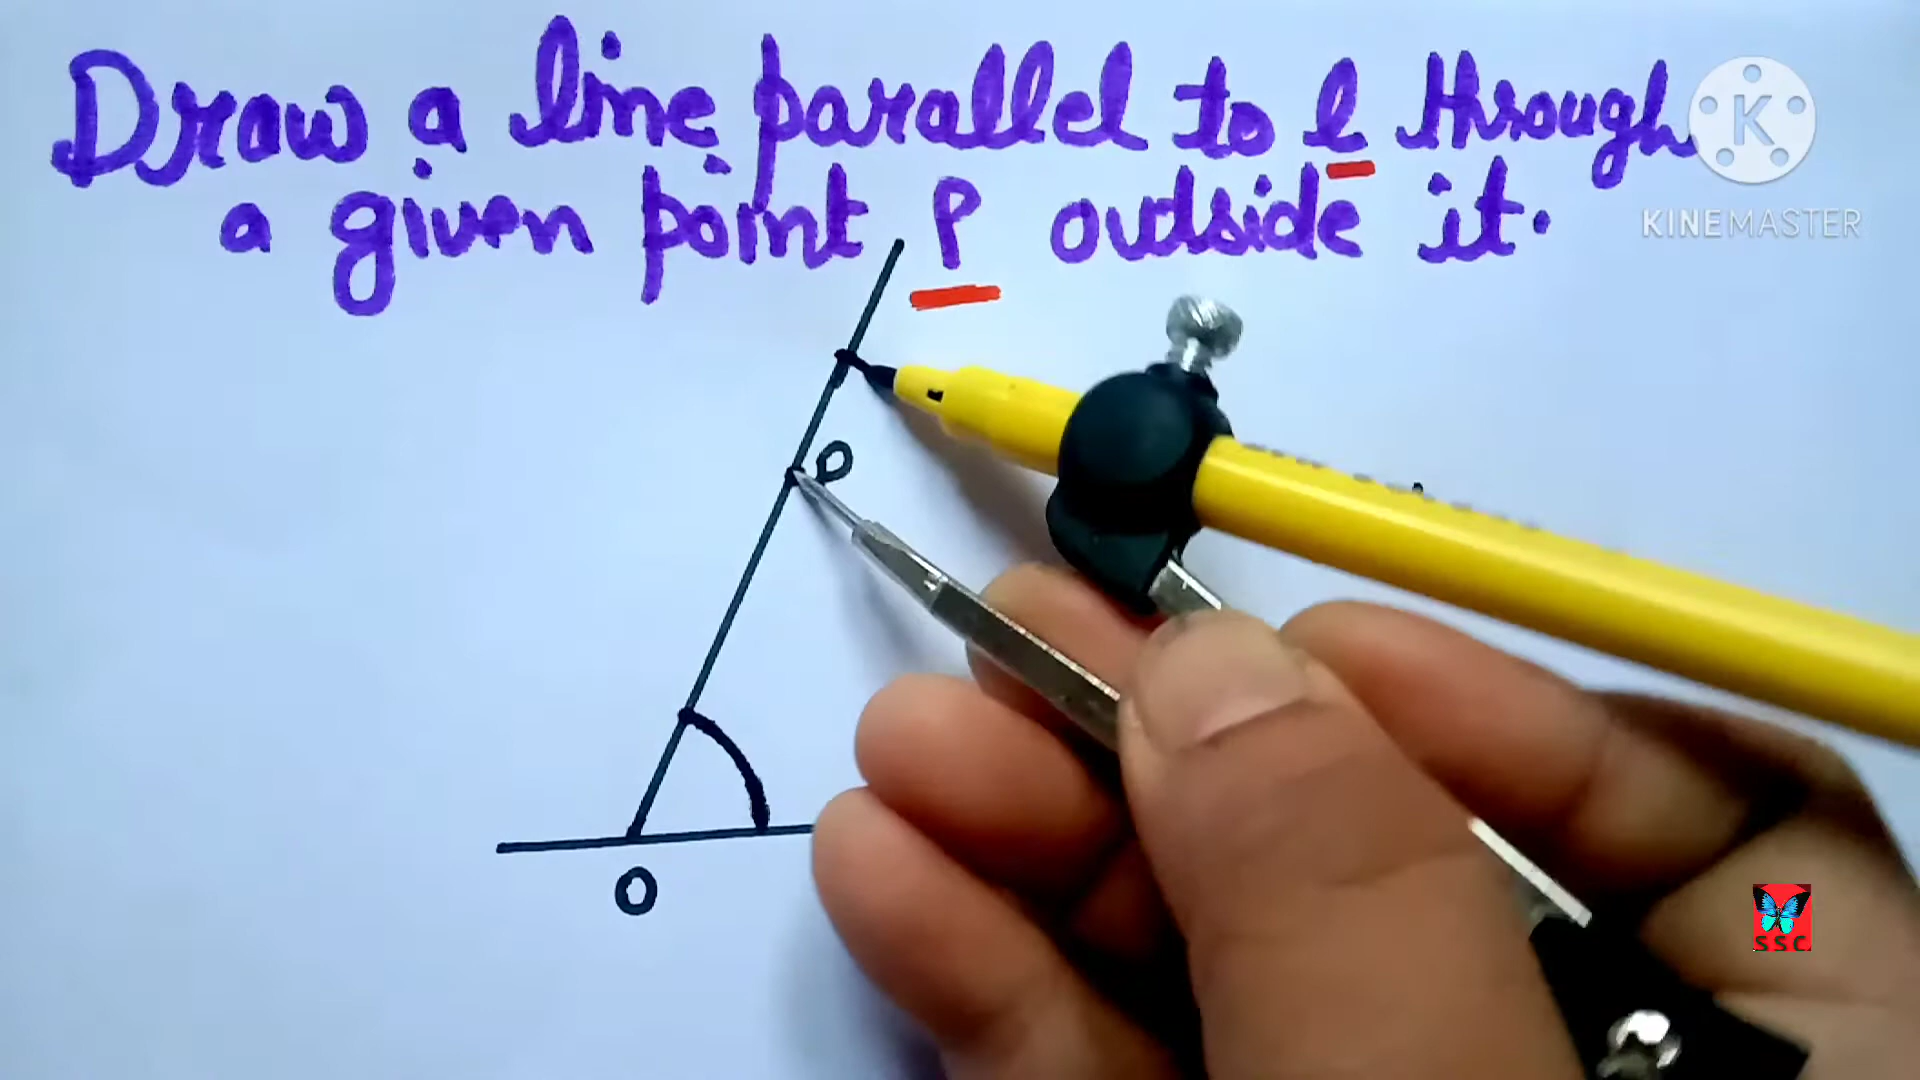 Draw a line parallel to l through
a given point P outside it.
K
KINEMASTER
P
O
SSC